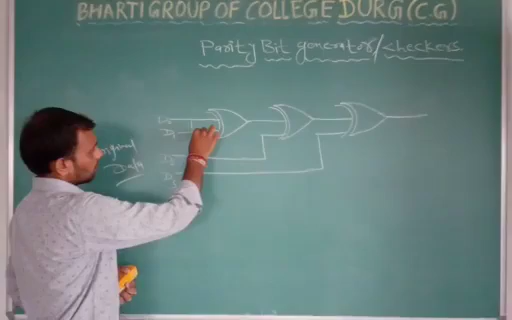 BHARTI GROUP OF COLLEGE DURG (C.G)
Parity Bit generator/checkers
original
Data